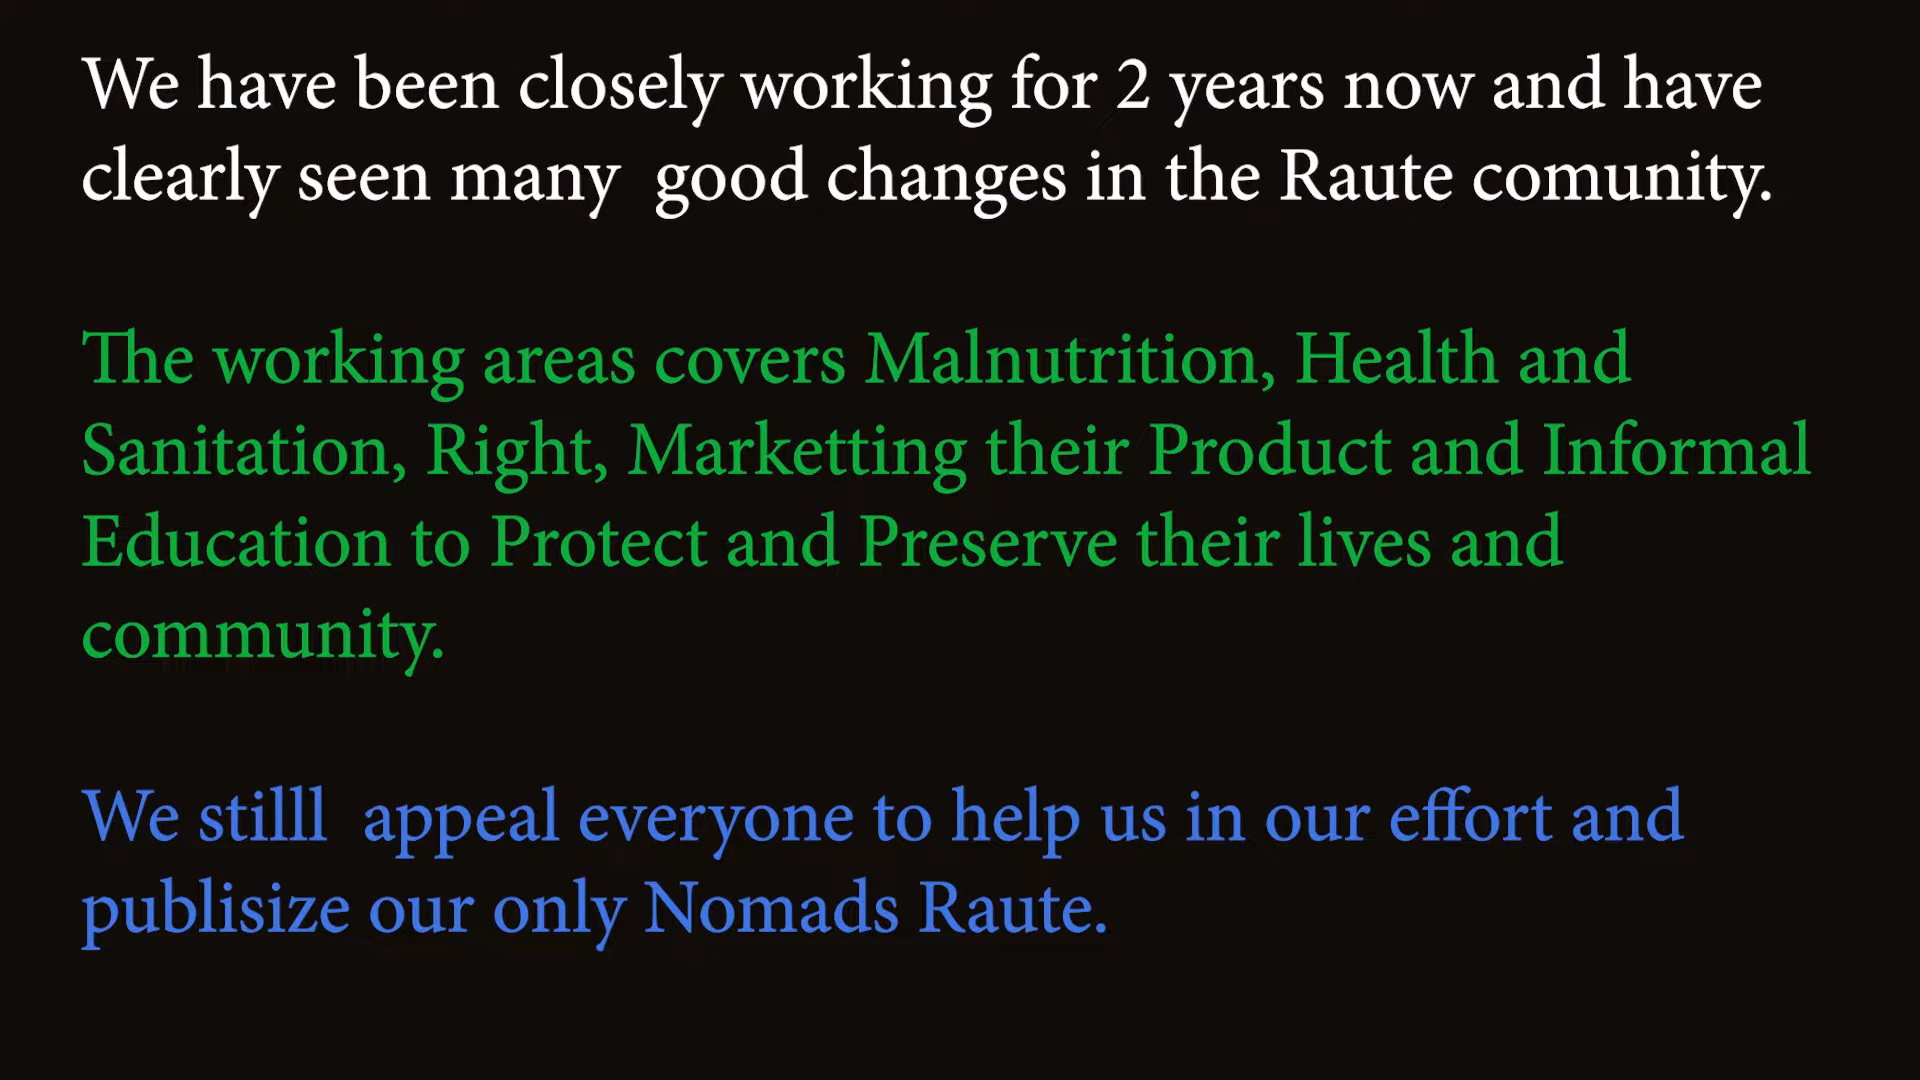 We have been closely working for 2 years now and have
clearly seen many  good changes in the Raute comunity.
The working areas covers Malnutrition, Health and
Sanitation, Right, Marketting their Product and Informal
Education to Protect and Preserve their lives and
community.
We stilll  appeal everyone to help us in our effort and
publisize our only Nomads Raute.